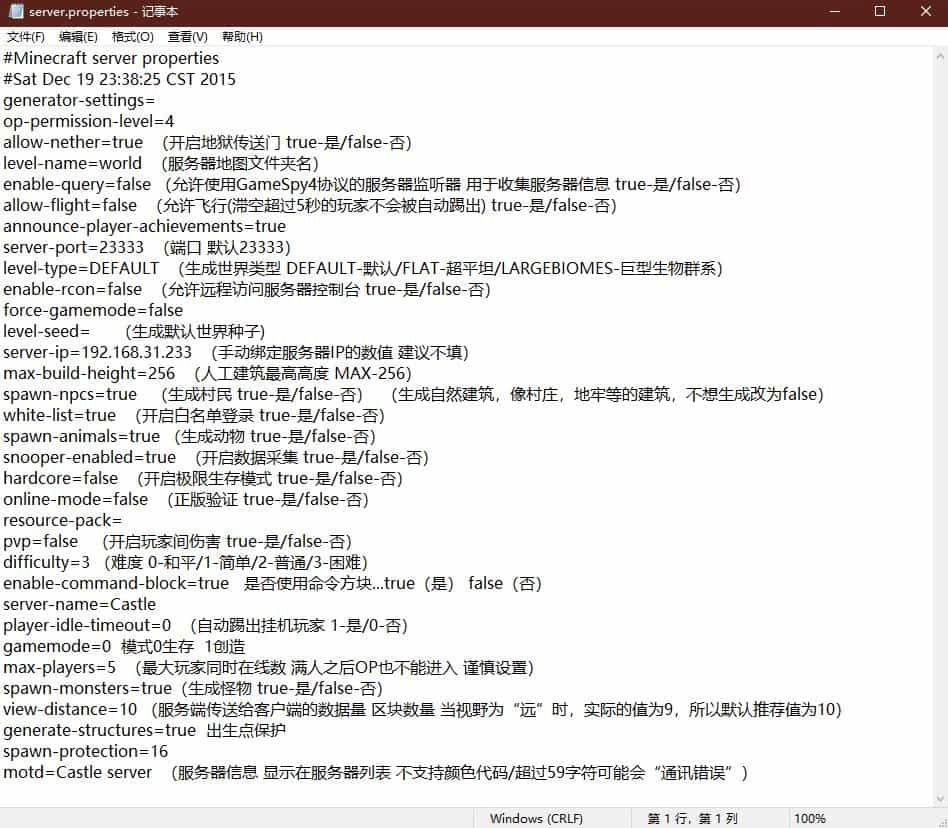 server.properties - 记事本
文件(F) 编辑(E) 格式(O) 查看(V) 帮助(H)
#Minecraft server properties
#Sat Dec 19 23:38:25 CST 2015
generator-settings=
op-permission-level=4
allow-nether=true （开启地狱传送门 true-是/false-否）
level-name=world （服务器地图文件夹名）
enable-query=false （允许使用GameSpy4协议的服务器监听器 用于收集服务器信息 true-是/false-否）
allow-flight=false （允许飞行(滞空超过5秒的玩家不会被自动踢出) true-是/false-否）
announce-player-achievements=true
server-port=23333 （端口 默认23333）
level-type=DEFAULT （生成世界类型 DEFAULT-默认/FLAT-超平坦/LARGEBIOMES-巨型生物群系）
enable-rcon=false （允许远程访问服务器控制台 true-是/false-否）
force-gamemode=false
level-seed= （生成默认世界种子)
server-ip=192.168.31.233 （手动绑定服务器IP的数值 建议不填）
max-build-height=256 （人工建筑最高高度 MAX-256）
spawn-npcs=true （生成村民 true-是/false-否） （生成自然建筑，像村庄，地牢等的建筑，不想生成改为false）
white-list=true （开启白名单登录 true-是/false-否）
spawn-animals=true （生成动物 true-是/false-否）
snooper-enabled=true （开启数据采集 true-是/false-否）
hardcore=false （开启极限生存模式 true-是/false-否）
online-mode=false （正版验证 true-是/false-否）
resource-pack=
pvp=false （开启玩家间伤害 true-是/false-否）
difficulty=3 （难度 0-和平/1-简单/2-普通/3-困难）
enable-command-block=true 是否使用命令方块...true（是） false（否）
server-name=Castle
player-idle-timeout=0 （自动踢出挂机玩家 1-是/0-否）
gamemode=0 模式0生存 1创造
max-players=5 （最大玩家同时在线数 满人之后OP也不能进入 谨慎设置）
spawn-monsters=true（生成怪物 true-是/false-否）
view-distance=10 （服务端传送给客户端的数据量 区块数量 当视野为“远”时，实际的值为9，所以默认推荐值为10）
generate-structures=true 出生点保护
spawn-protection=16
motd=Castle server （服务器信息 显示在服务器列表 不支持颜色代码/超过59字符可能会“通讯错误”）
Windows (CRLF) 第 1 行，第 1 列 100%